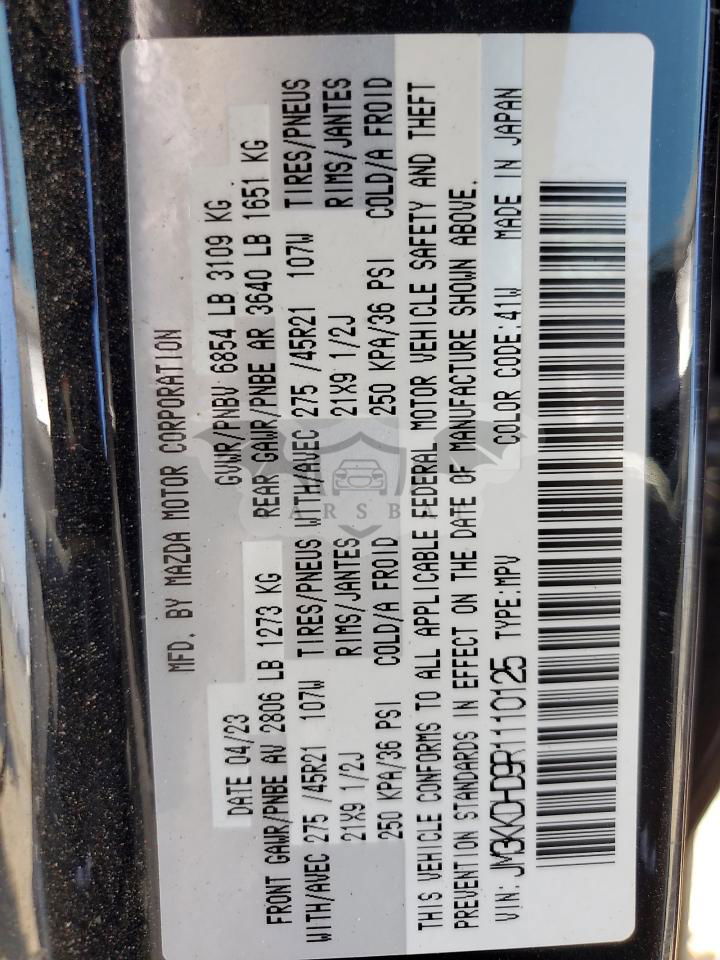 MFD. BY MAZDA MOTOR CORPORATION
DATE 04/23 GVWR/PNBV 6854 LB 3109 KG
FRONT GAWR/PNBE AV 2806 LB 1273 KG REAR GAWR/PNBE AR 3640 LB 1651 KG
WITH/AVEC 275 /45R21 107W TIRES/PNEUS WITH/AVEC 275 /45R21 107W TIRES/PNEUS
21X9 1/2J RIMS/JANTES 21X9 1/2J RIMS/JANTES
250 KPA/36 PSI COLD/A FROID 250 KPA/36 PSI COLD/A FROID
THIS VEHICLE CONFORMS TO ALL APPLICABLE FEDERAL MOTOR VEHICLE SAFETY AND THEFT
PREVENTION STANDARDS IN EFFECT ON THE DATE OF MANUFACTURE SHOWN ABOVE.
VIN: JM3KKDHD9R1110125 TYPE:MPV COLOR CODE:41W MADE IN JAPAN